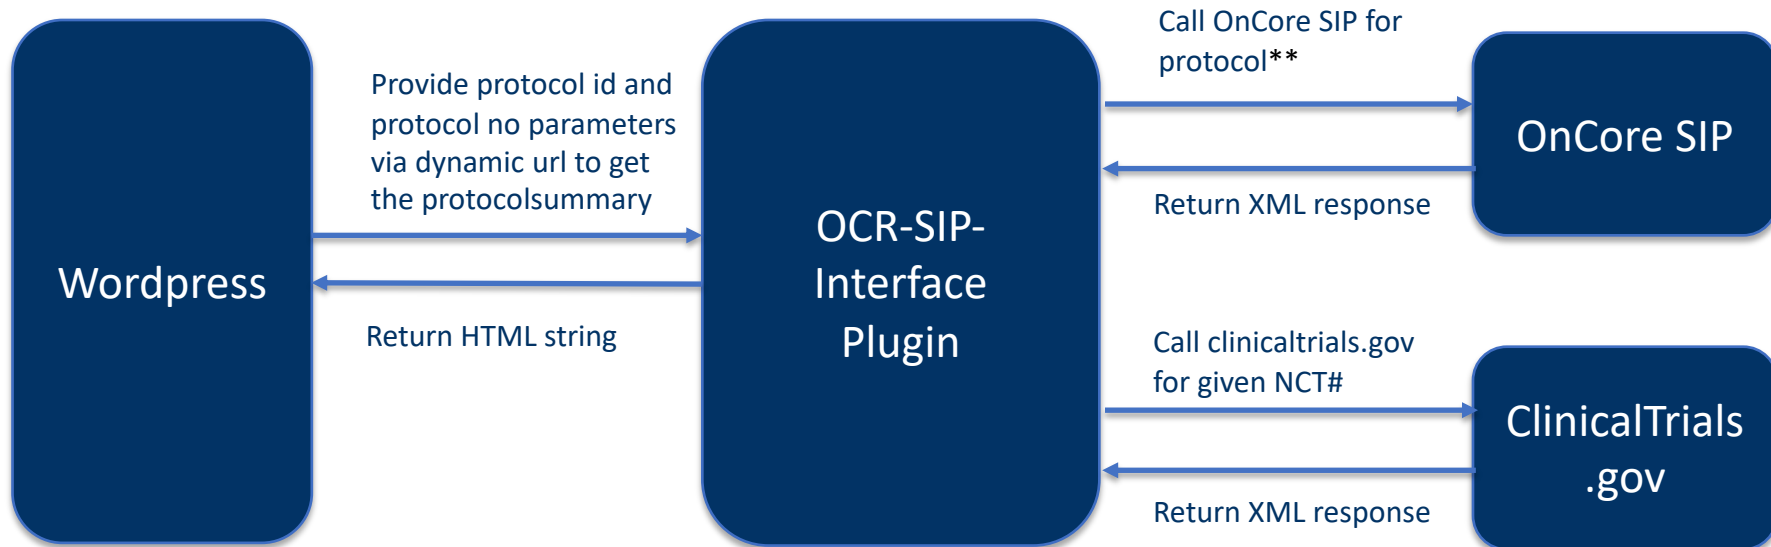 Wordpress
Provide protocol id and
protocol no parameters
via dynamic url to get
the protocolsummary
Return HTML string
OCR-SIP-
Interface
Plugin
Call OnCore SIP for
protocol**
Return XML response
OnCore SIP
Call clinicaltrials.gov
for given NCT#
Return XML response
ClinicalTrials
.gov